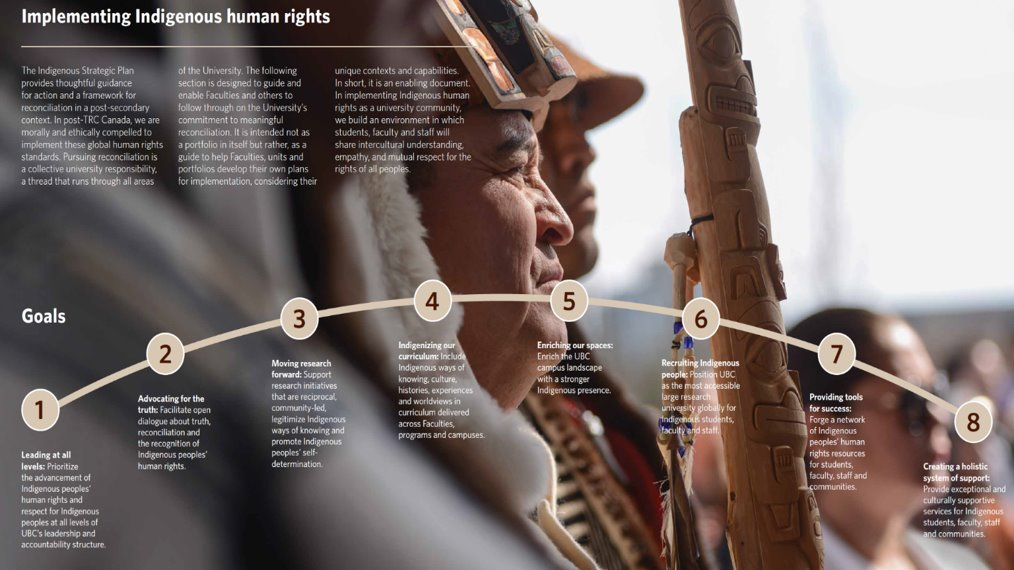 Implementing Indigenous human rights
The Indigenous Strategic Plan
provides thoughtful guidance
for action and a framework for
reconciliation in a post-secondary
context. In post-TRC Canada, we are
morally and ethically compelled to
implement these global human rights
standards. Pursuing reconciliation is
a collective university responsibility,
a thread that runs through all areas
of the University. The following
section is designed to guide and
enable Faculties and others to
follow through on the University's
commitment to meaningful
reconciliation. It is intended not as
a portfolio in itself but rather, as a
guide to help Faculties, units and
portfolios develop their own plans
for implementation, considering their
unique contexts and capabilities.
In short, it is an enabling document.
In implementing Indigenous human
rights as a university community,
we build an environment in which
students, faculty and staff will
share intercultural understanding,
empathy, and mutual respect for the
rights of all peoples.
Goals
1
Leading at all
levels: Prioritize
the advancement of
Indigenous peoples'
human rights and
respect for Indigenous
peoples at all levels of
UBC's leadership and
accountability structure.
2
Advocating for the
truth: Facilitate open
dialogue about truth,
reconciliation and
the recognition of
Indigenous peoples'
human rights.
3
Moving research
forward: Support
research initiatives
that are reciprocal,
community-led,
legitimize Indigenous
ways of knowing and
promote Indigenous
peoples' self-
determination.
4
Indigenizing our
curriculum: Include
Indigenous ways of
knowing, culture,
histories, experiences
and worldviews in
curriculum delivered
across Faculties,
programs and campuses.
5
Enriching our spaces:
Enrich the UBC
campus landscape
with a stronger
Indigenous presence.
6
Recruiting Indigenous
people: Position UBC
as the most accessible
large research
university globally for
Indigenous students,
faculty and staff.
7
Providing tools
for success:
Forge a network
of Indigenous
peoples' human
rights resources
for students,
faculty, staff and
communities.
8
Creating a holistic
system of support:
Provide exceptional and
culturally supportive
services for Indigenous
students, faculty, staff
and communities.